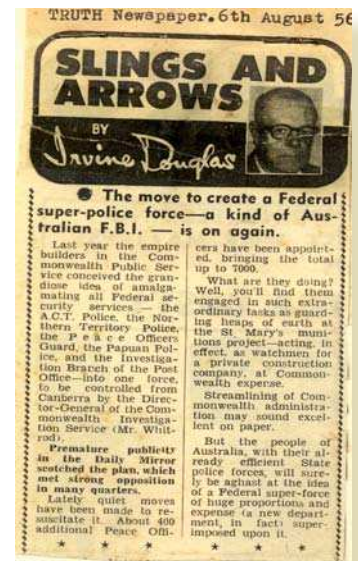 TRUTH Newspaper.6th August 56
SLINGS AND
ARROWS
BY
Irvine Douglas
● The move to create a Federal
super-police force—a kind of Aus-
tralian F.B.I. — is on again.
Last year the empire
builders in the Com-
monwealth Public Ser-
vice conceived the gran-
diose idea of amalga-
mating all Federal se-
curity services — the
A.C.T. Police, the Nor-
thern Territory Police,
the Peace Officers
Guard, the Papuan Pol-
ice, and the Investiga-
tion Branch of the Post
Office—into one force,
to be controlled from
Canberra by the Direc-
tor-General of the Com-
monwealth Investiga-
tion Service (Mr. Whit-
rod).
Premature publicity
in the Daily Mirror
scotched the plan, which
met strong opposition
in many quarters.
Lately quiet moves
have been made to re-
suscitate it. About 400
additional Peace Offi-
cers have been appoint-
ed, bringing the total
up to 7000.
What are they doing?
Well, you'll find them
engaged in such extra-
ordinary tasks as guard-
ing heaps of earth at
the St. Mary's muni-
tions project—acting, in
effect, as watchmen for
a private construction
company, at Common-
wealth expense.
Streamlining of Com-
monwealth administra-
tion may sound excel-
lent on paper.
But the people of
Australia, with their al-
ready efficient State
police forces, will sure-
ly be aghast at the idea
of a Federal super-force
of huge proportions and
expense (a new depart-
ment, in fact) super-
imposed upon it.